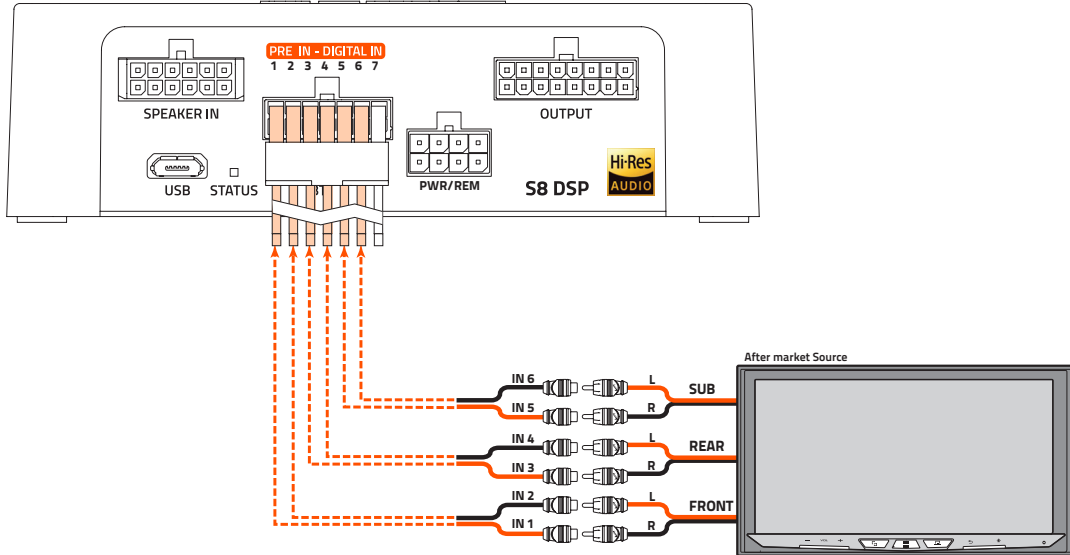 PRE IN - DIGITAL IN
1 2 3 4 5 6 7
SPEAKER IN
OUTPUT
USB
STATUS
PWR/REM
S8 DSP
Hi-Res
AUDIO
After market Source
IN 6
L
SUB
IN 5
R
IN 4
L
REAR
IN 3
R
IN 2
L
FRONT
IN 1
R